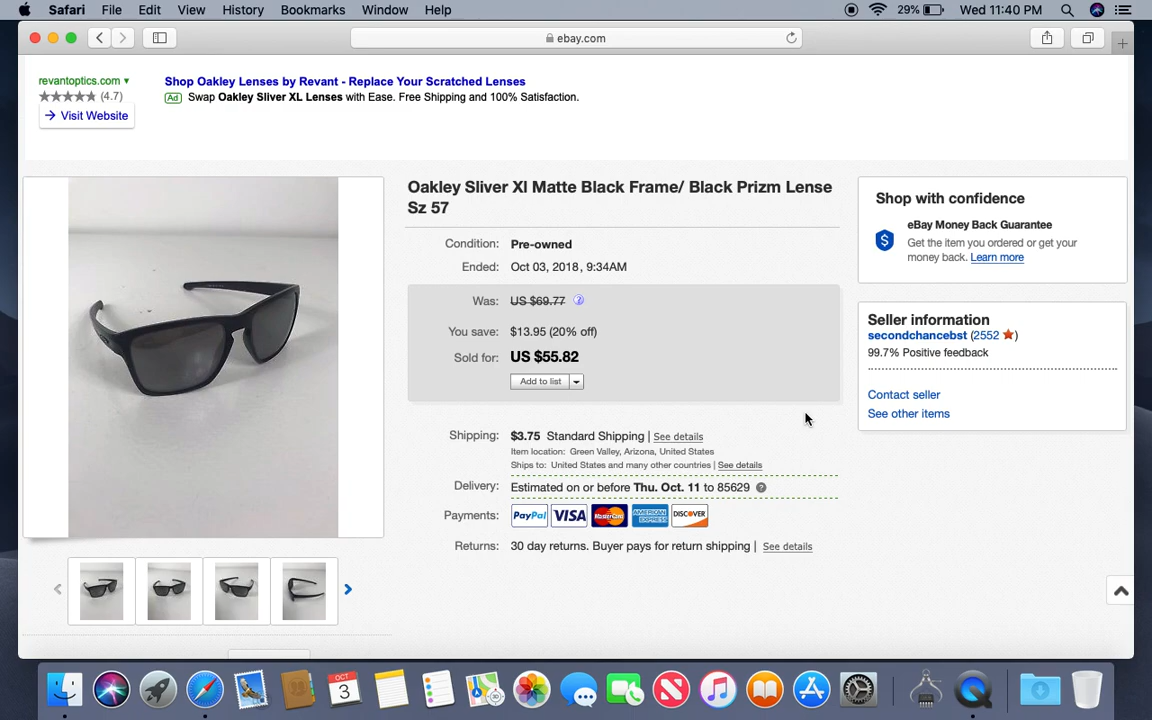 Safari File Edit View History Bookmarks Window Help 29% Wed 11:40 PM
ebay.com
revantoptics.com ▾
(4.7)
→ Visit Website
Shop Oakley Lenses by Revant - Replace Your Scratched Lenses
Ad Swap Oakley Sliver XL Lenses with Ease. Free Shipping and 100% Satisfaction.
Oakley Sliver Xl Matte Black Frame/ Black Prizm Lense
Sz 57
Condition: Pre-owned
Ended: Oct 03, 2018 , 9:34AM
Was: US $69.77 ?
You save: $13.95 (20% off)
Sold for: US $55.82
Add to list
Shipping: $3.75 Standard Shipping | See details
Item location: Green Valley, Arizona, United States
Ships to: United States and many other countries | See details
Delivery: Estimated on or before Thu. Oct. 11 to 85629 ?
Payments: PayPal VISA MasterCard AMERICAN EXPRESS DISCOVER
Returns: 30 day returns. Buyer pays for return shipping | See details
Shop with confidence
eBay Money Back Guarantee
Get the item you ordered or get your
money back. Learn more
Seller information
secondchancebst (2552 ★)
99.7% Positive feedback
Contact seller
See other items
OCT
3